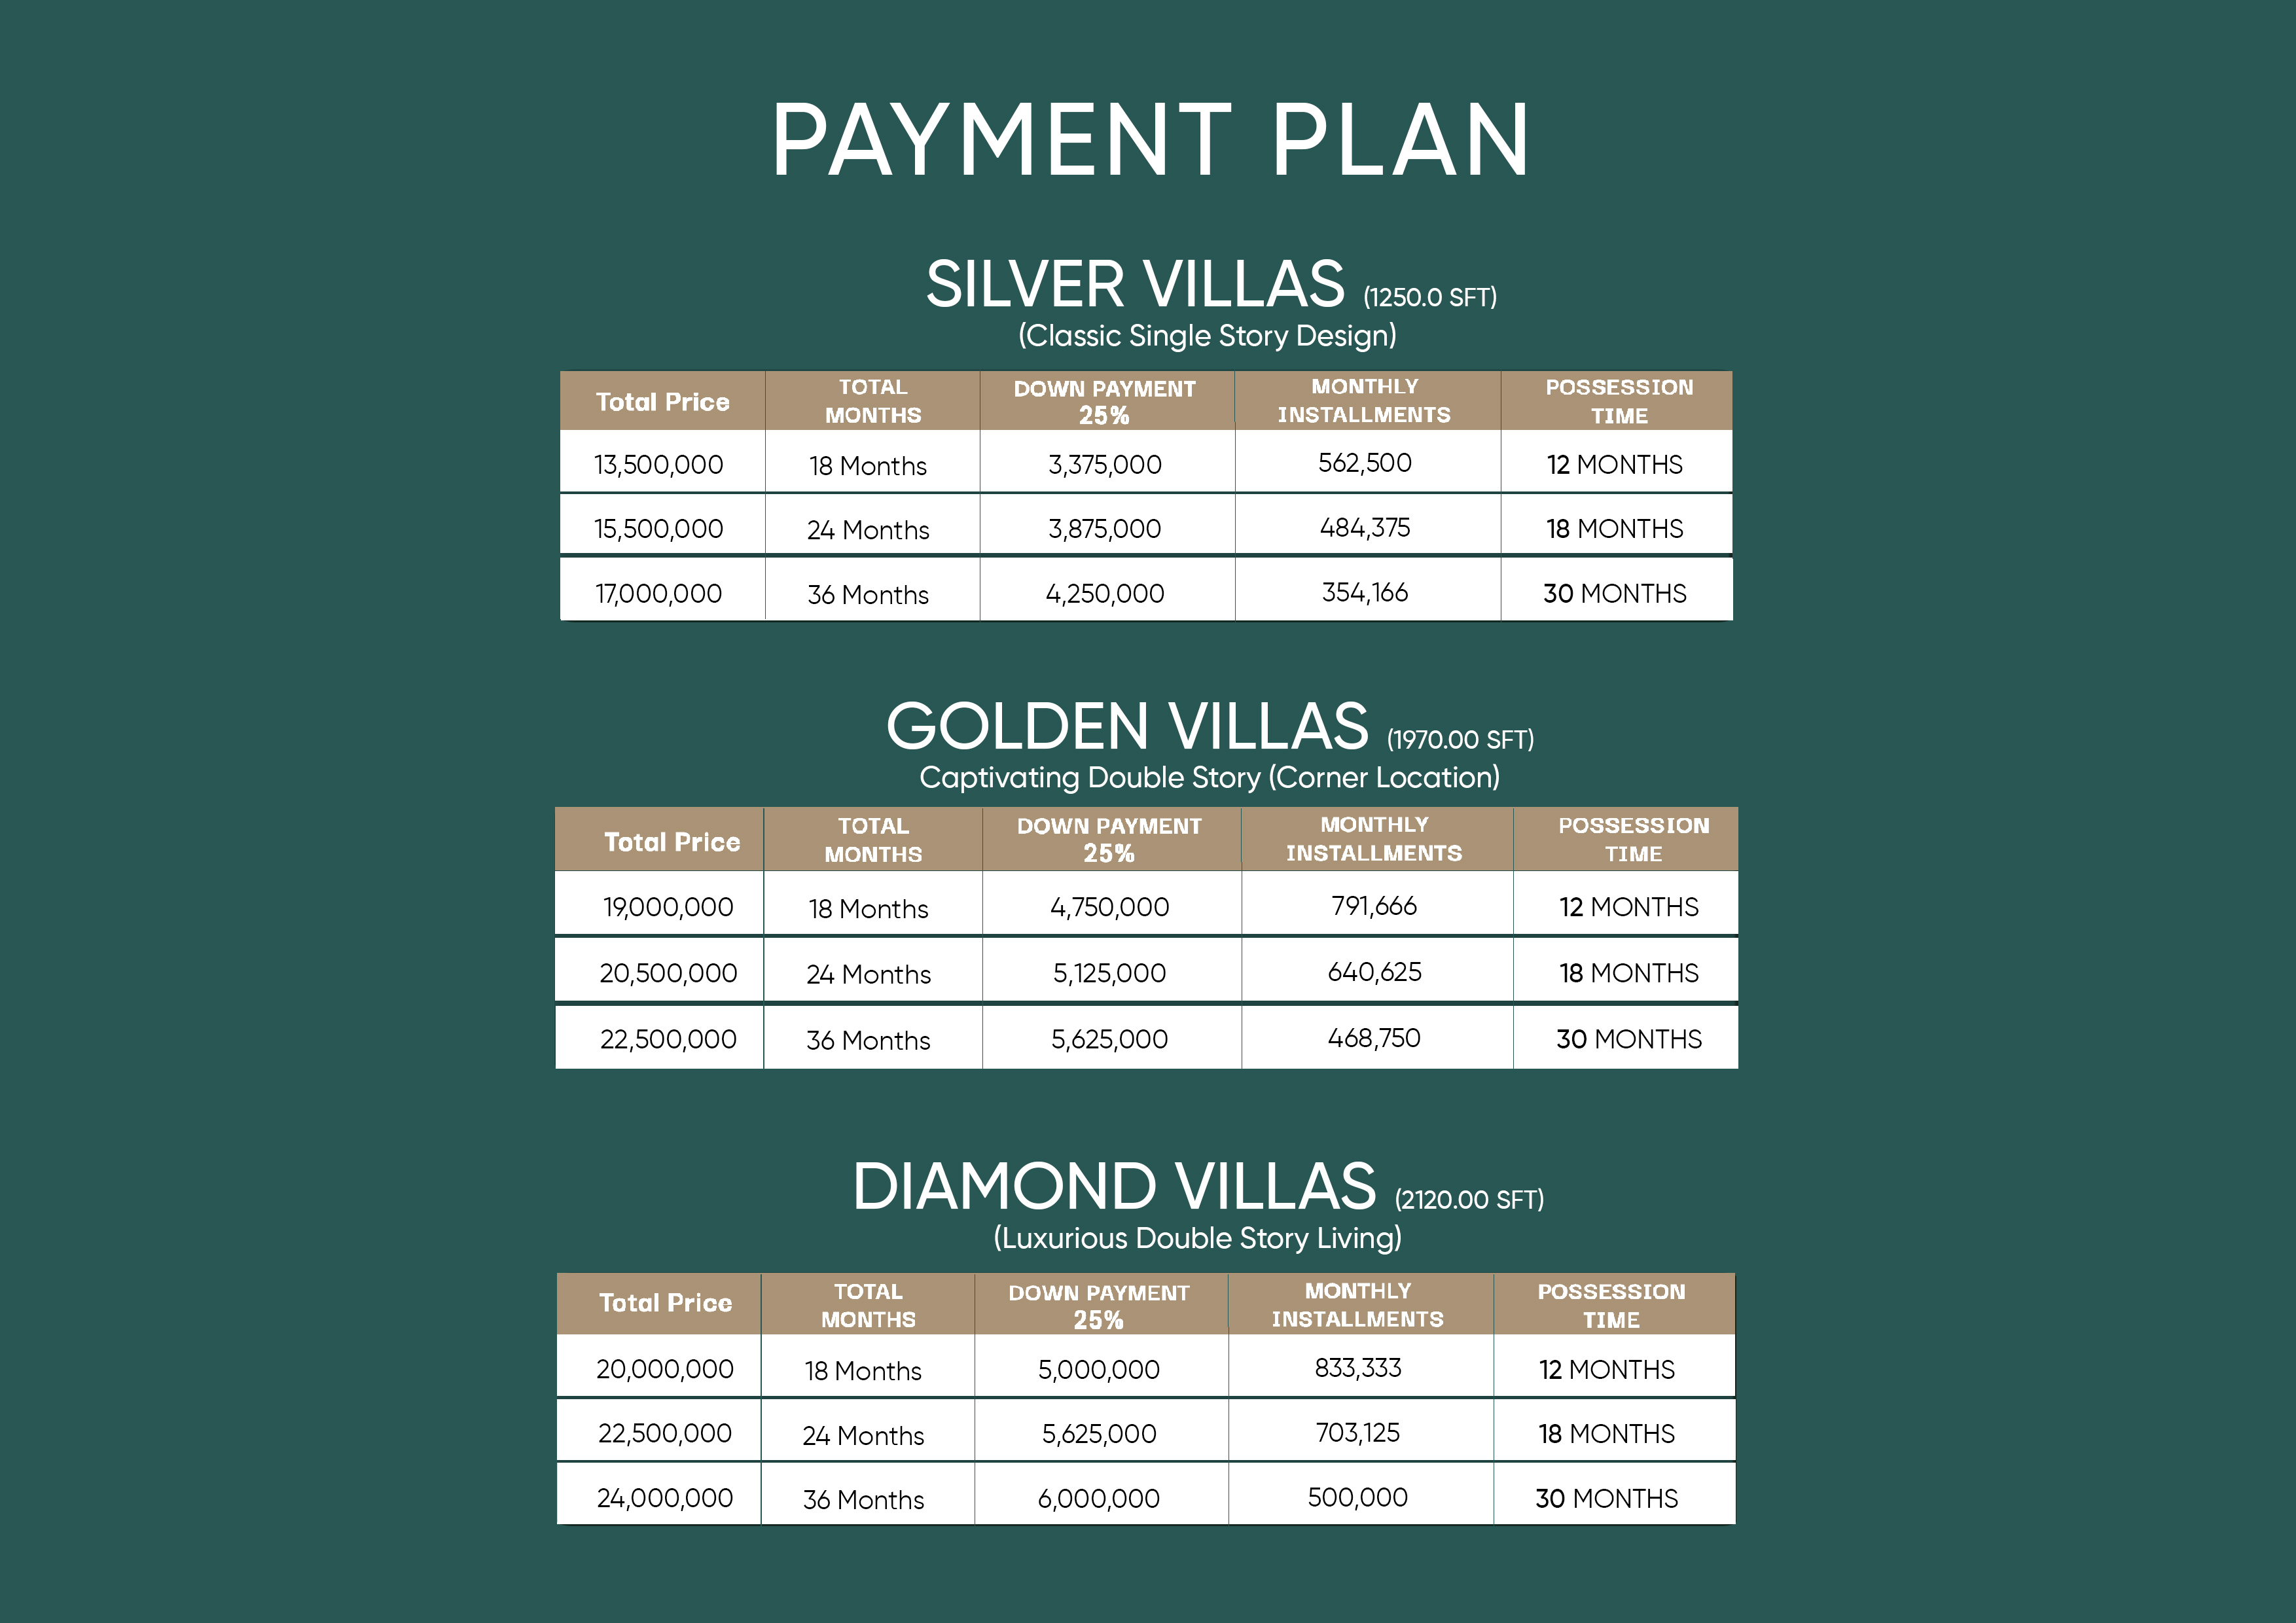 PAYMENT PLAN
SILVER VILLAS (1250.0 SFT)
(Classic Single Story Design)
Total Price TOTAL MONTHS DOWN PAYMENT 25% MONTHLY INSTALLMENTS POSSESSION TIME
13,500,000 18 Months 3,375,000 562,500 12 MONTHS
15,500,000 24 Months 3,875,000 484,375 18 MONTHS
17,000,000 36 Months 4,250,000 354,166 30 MONTHS
GOLDEN VILLAS (1970.00 SFT)
Captivating Double Story (Corner Location)
Total Price TOTAL MONTHS DOWN PAYMENT 25% MONTHLY INSTALLMENTS POSSESSION TIME
19,000,000 18 Months 4,750,000 791,666 12 MONTHS
20,500,000 24 Months 5,125,000 640,625 18 MONTHS
22,500,000 36 Months 5,625,000 468,750 30 MONTHS
DIAMOND VILLAS (2120.00 SFT)
(Luxurious Double Story Living)
Total Price TOTAL MONTHS DOWN PAYMENT 25% MONTHLY INSTALLMENTS POSSESSION TIME
20,000,000 18 Months 5,000,000 833,333 12 MONTHS
22,500,000 24 Months 5,625,000 703,125 18 MONTHS
24,000,000 36 Months 6,000,000 500,000 30 MONTHS